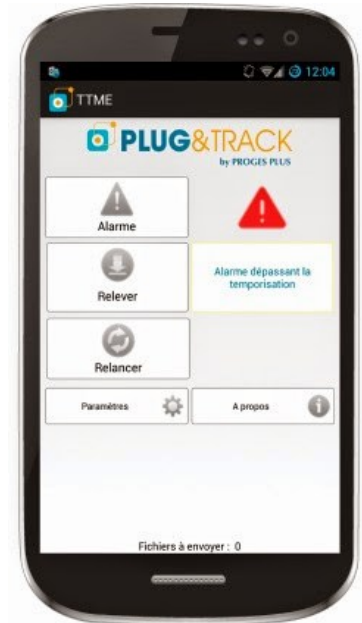 12:04
TTME
PLUG&TRACK
by PROGES PLUS
Alarme
Relever
Alarme dépassant la
temporisation
Relancer
Paramètres
A propos
Fichiers à envoyer : 0